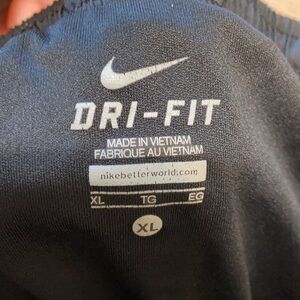 DRI-FIT
MADE IN VIETNAM
FABRIQUE AU VIETNAM
nikebetterworld.com
XL TG EG
XL